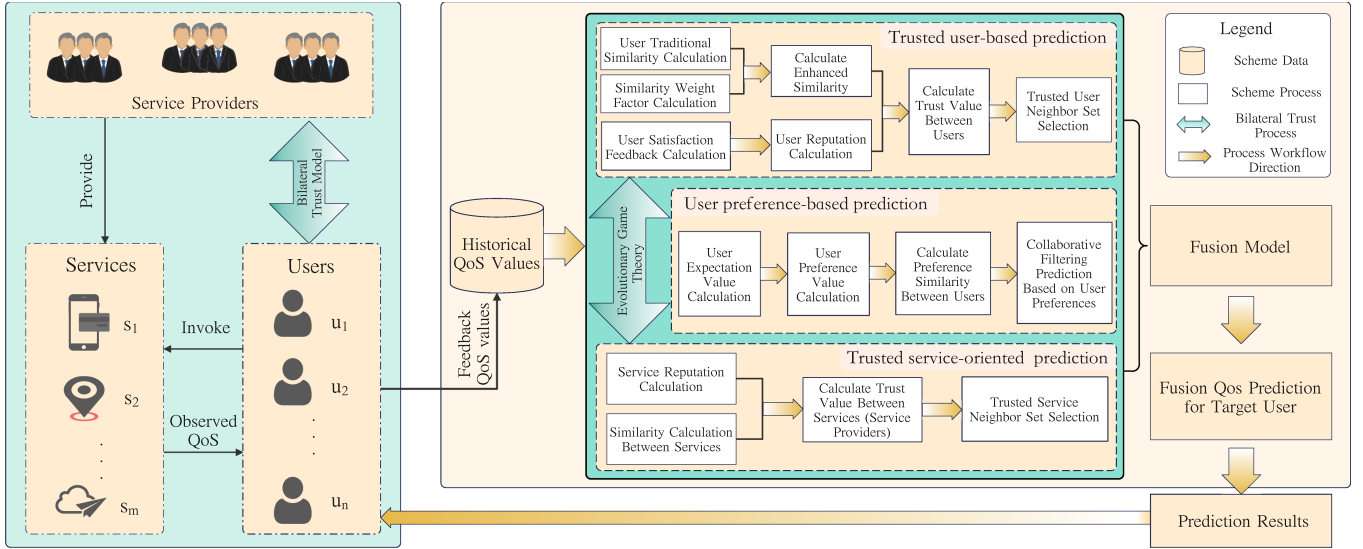 Service Providers
Provide
Bilateral
Trust Model
Services
s1
s2
.
.
.
sm
Invoke
Observed
QoS
Users
u1
u2
.
.
.
un
Feedback
QoS values
Historical
QoS Values
Trusted user-based prediction
User Traditional
Similarity Calculation
Similarity Weight
Factor Calculation
User Satisfaction
Feedback Calculation
Calculate
Enhanced
Similarity
User Reputation
Calculation
Calculate
Trust Value
Between
Users
Trusted User
Neighbor Set
Selection
Evolutionary Game
Theory
User preference-based prediction
User
Expectation
Value
Calculation
User
Preference
Value
Calculation
Calculate
Preference
Similarity
Between Users
Collaborative
Filtering
Prediction
Based on User
Preferences
Trusted service-oriented prediction
Service Reputation
Calculation
Similarity Calculation
Between Services
Calculate Trust
Value Between
Services (Service
Providers)
Trusted Service
Neighbor Set Selection
Legend
Scheme Data
Scheme Process
Bilateral Trust
Process
Process Workflow
Direction
Fusion Model
Fusion Qos Prediction
for Target User
Prediction Results